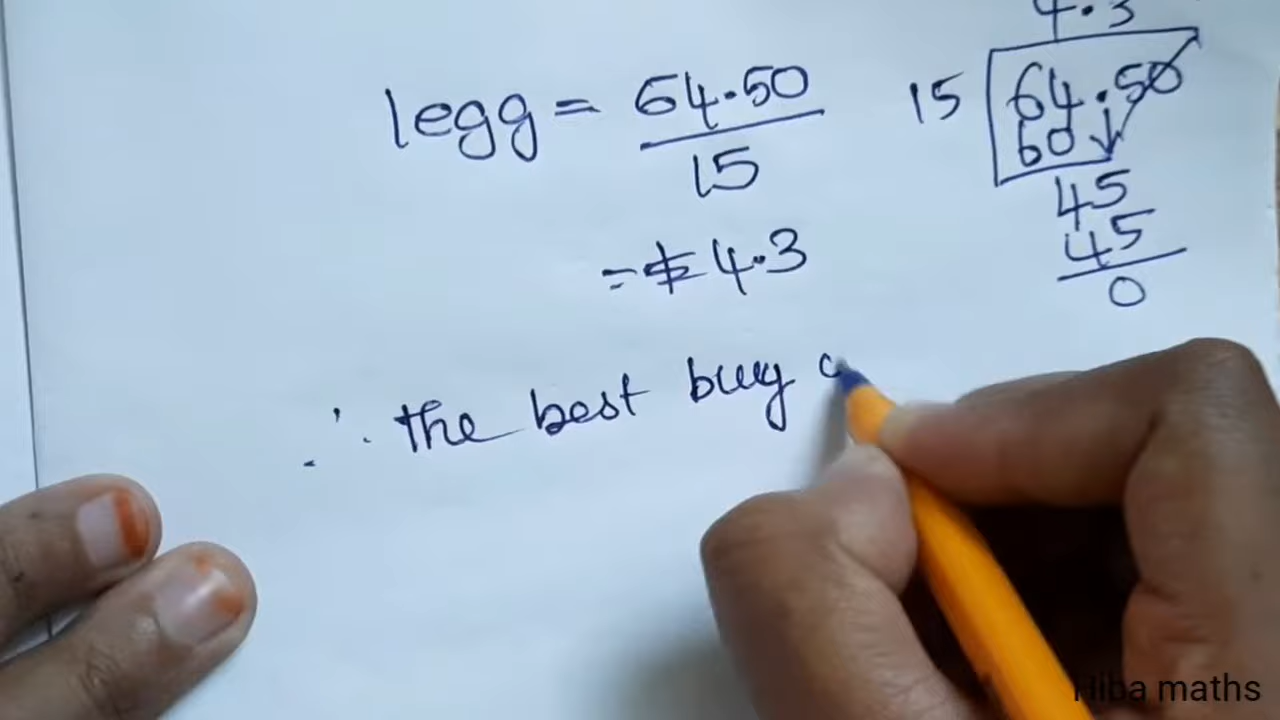 1egg = 64.50
15
= $ 4.3
∴ the best buy
4.3
15 64.50
60
45
45
0
Hiba maths